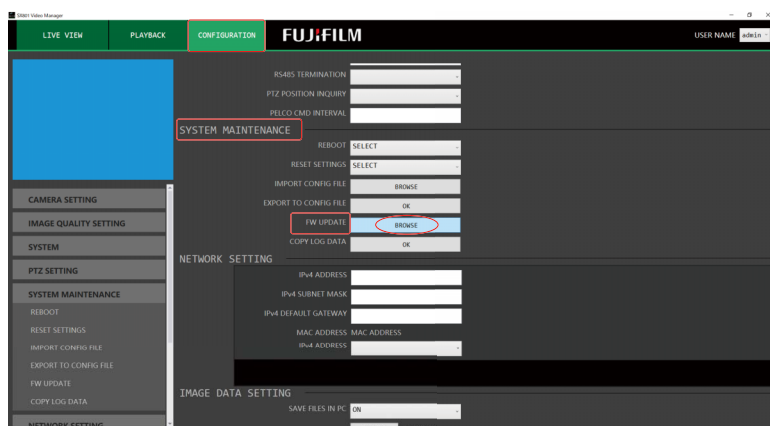 SX801 Video Manager
LIVE VIEW PLAYBACK CONFIGURATION FUJIFILM USER NAME admin
RS485 TERMINATION
PTZ POSITION INQUIRY
PELCO CMD INTERVAL
SYSTEM MAINTENANCE
REBOOT SELECT
RESET SETTINGS SELECT
IMPORT CONFIG FILE BROWSE
EXPORT TO CONFIG FILE OK
FW UPDATE BROWSE
COPY LOG DATA OK
NETWORK SETTING
IPv4 ADDRESS
IPv4 SUBNET MASK
IPv4 DEFAULT GATEWAY
MAC ADDRESS MAC ADDRESS
IPv4 ADDRESS
IMAGE DATA SETTING
SAVE FILES IN PC ON
CAMERA SETTING
IMAGE QUALITY SETTING
SYSTEM
PTZ SETTING
SYSTEM MAINTENANCE
REBOOT
RESET SETTINGS
IMPORT CONFIG FILE
EXPORT TO CONFIG FILE
FW UPDATE
COPY LOG DATA
NETWORK SETTING